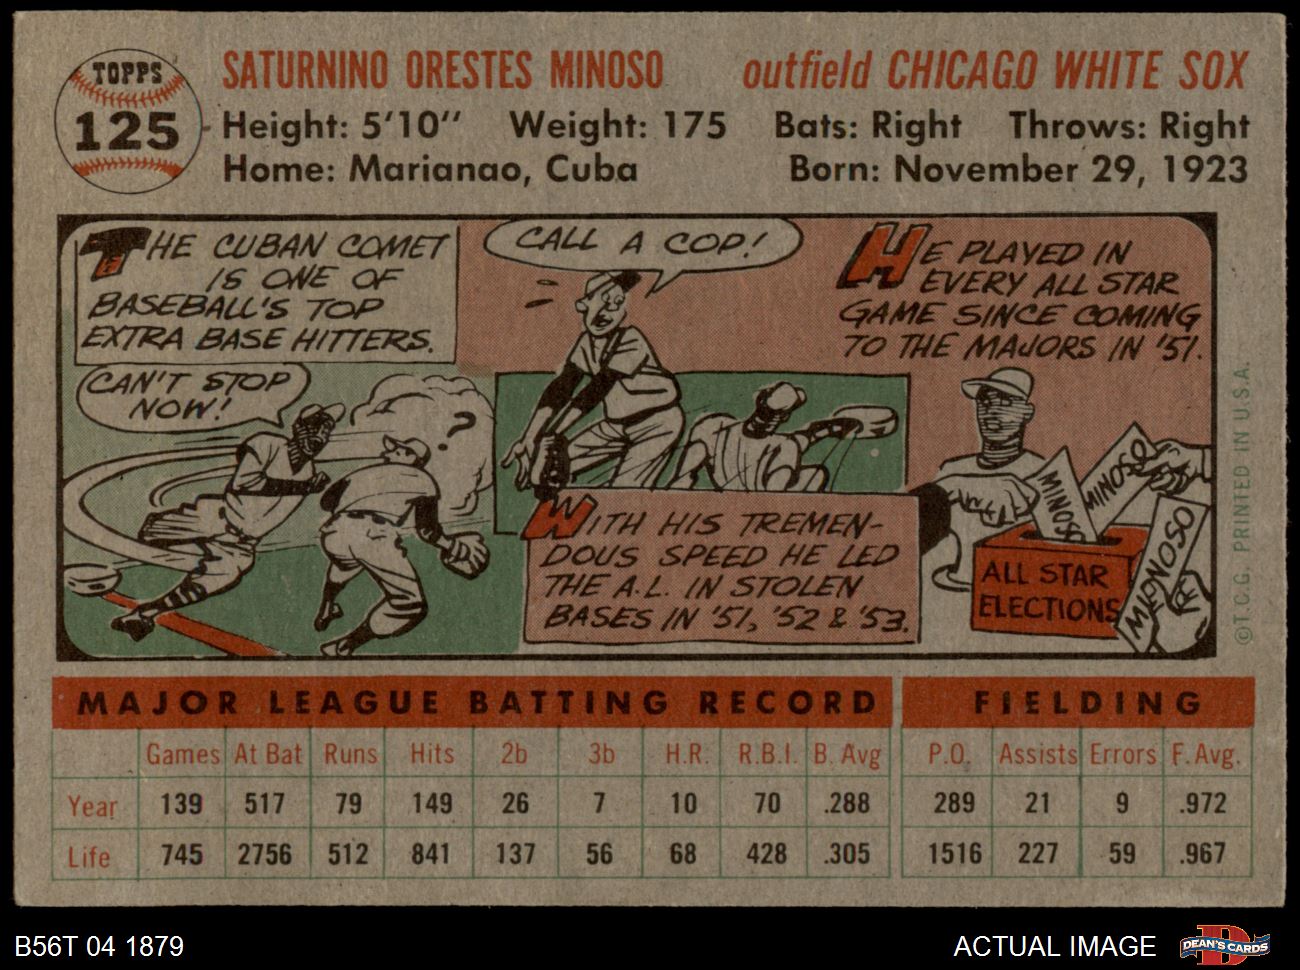 TOPPS
125
SATURNINO ORESTES MINOSO
outfield CHICAGO WHITE SOX
Height: 5'10" Weight: 175 Bats: Right Throws: Right
Home: Marianao, Cuba Born: November 29, 1923
THE CUBAN COMET
IS ONE OF
BASEBALL'S TOP
EXTRA BASE HITTERS.
CAN'T STOP
NOW!
CALL A COP!
WITH HIS TREMEN-
DOUS SPEED HE LED
THE A.L. IN STOLEN
BASES IN '51, '52 & '53.
HE PLAYED IN
EVERY ALL STAR
GAME SINCE COMING
TO THE MAJORS IN '51.
MINOSO
MINOSO
MIONOSO
ALL STAR
ELECTIONS
©T.C.G. PRINTED IN U.S.A.
MAJOR LEAGUE BATTING RECORD FIELDING
Games At Bat Runs Hits 2b 3b H.R. R.B.I. B. Avg P.O. Assists Errors F. Avg.
Year 139 517 79 149 26 7 10 70 .288 289 21 9 .972
Life 745 2756 512 841 137 56 68 428 .305 1516 227 59 .967
B56T 04 1879
ACTUAL IMAGE
D
DEAN'S CARDS